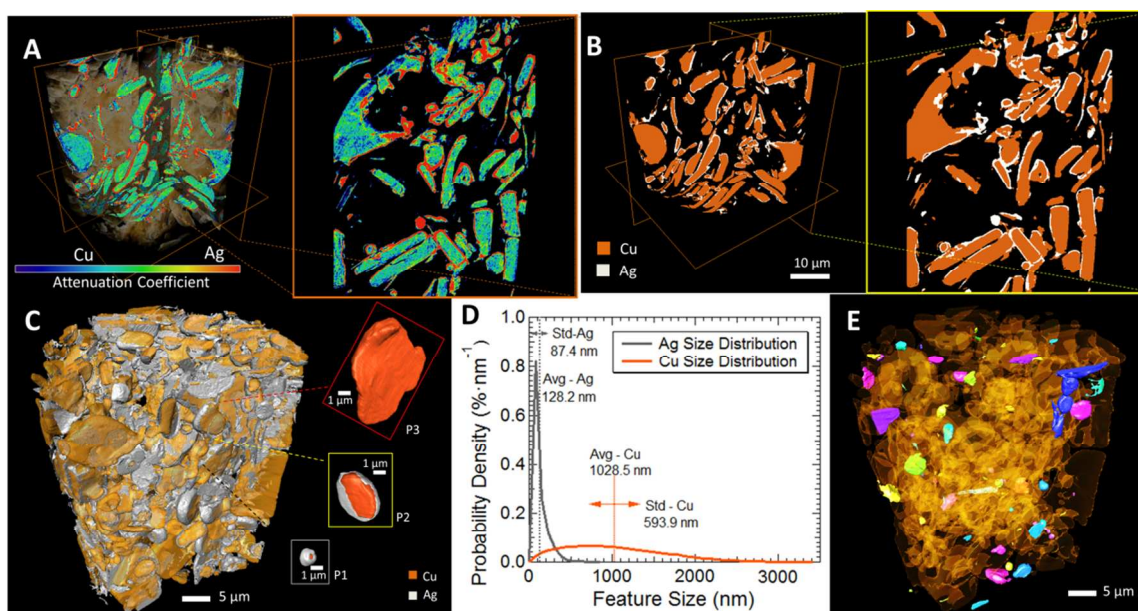 A
Cu
Ag
Attenuation Coefficient
B
Cu
Ag
10 μm
C
1 μm
P3
1 μm
P2
1 μm
P1
Cu
Ag
5 μm
D
Probability Density (%·nm⁻¹)
1.0
0.8
0.6
0.4
0.2
0.0
Std-Ag
87.4 nm
Avg - Ag
128.2 nm
Ag Size Distribution
Cu Size Distribution
Avg - Cu
1028.5 nm
Std - Cu
593.9 nm
0
1000
2000
3000
Feature Size (nm)
E
5 μm